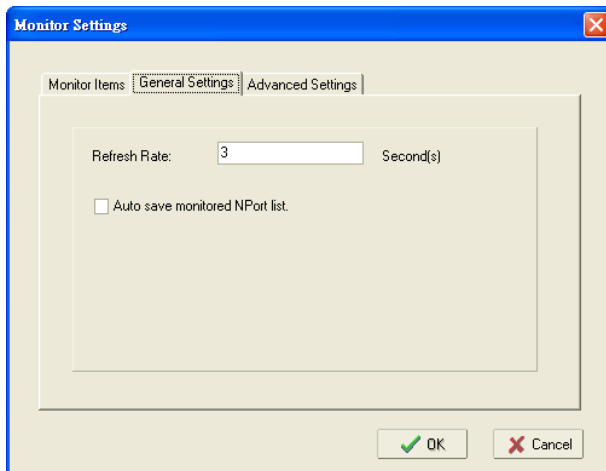 Monitor Settings
Monitor Items General Settings Advanced Settings
Refresh Rate: 3 Second(s)
Auto save monitored NPort list.
OK Cancel